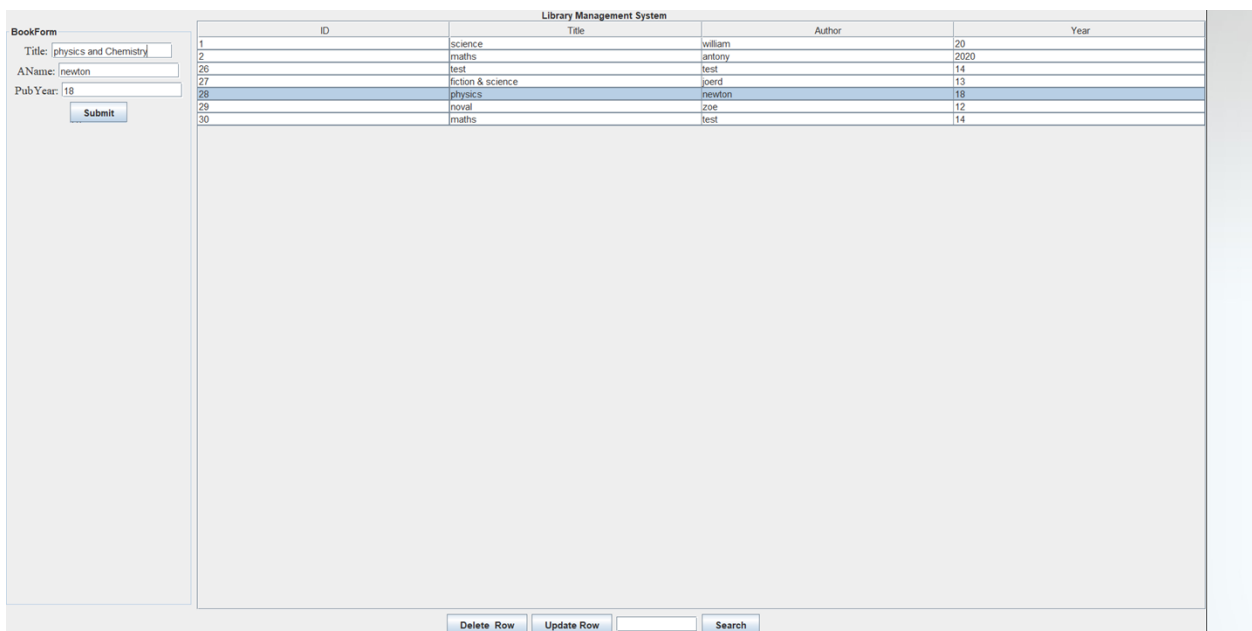 Library Management System
BookForm
Title: physics and Chemistry
AName: newton
PubYear: 18
Submit
ID Title Author Year
1 science william 20
2 maths antony 2020
26 test test 14
27 fiction & science joerd 13
28 physics newton 18
29 noval zoe 12
30 maths test 14
Delete Row Update Row Search